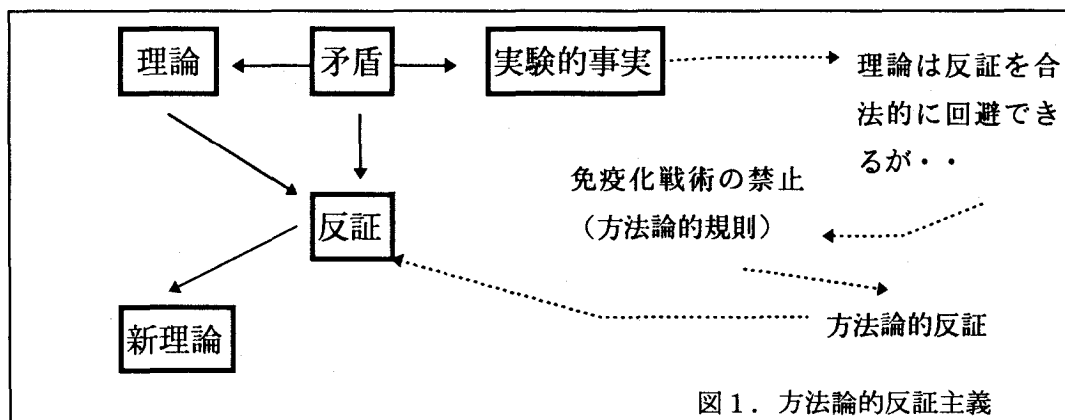 理論
矛盾
実験的事実
理論は反証を合
法的に回避でき
るが・・
免疫化戦術の禁止
（方法論的規則）
反証
方法論的反証
新理論
図１．方法論的反証主義